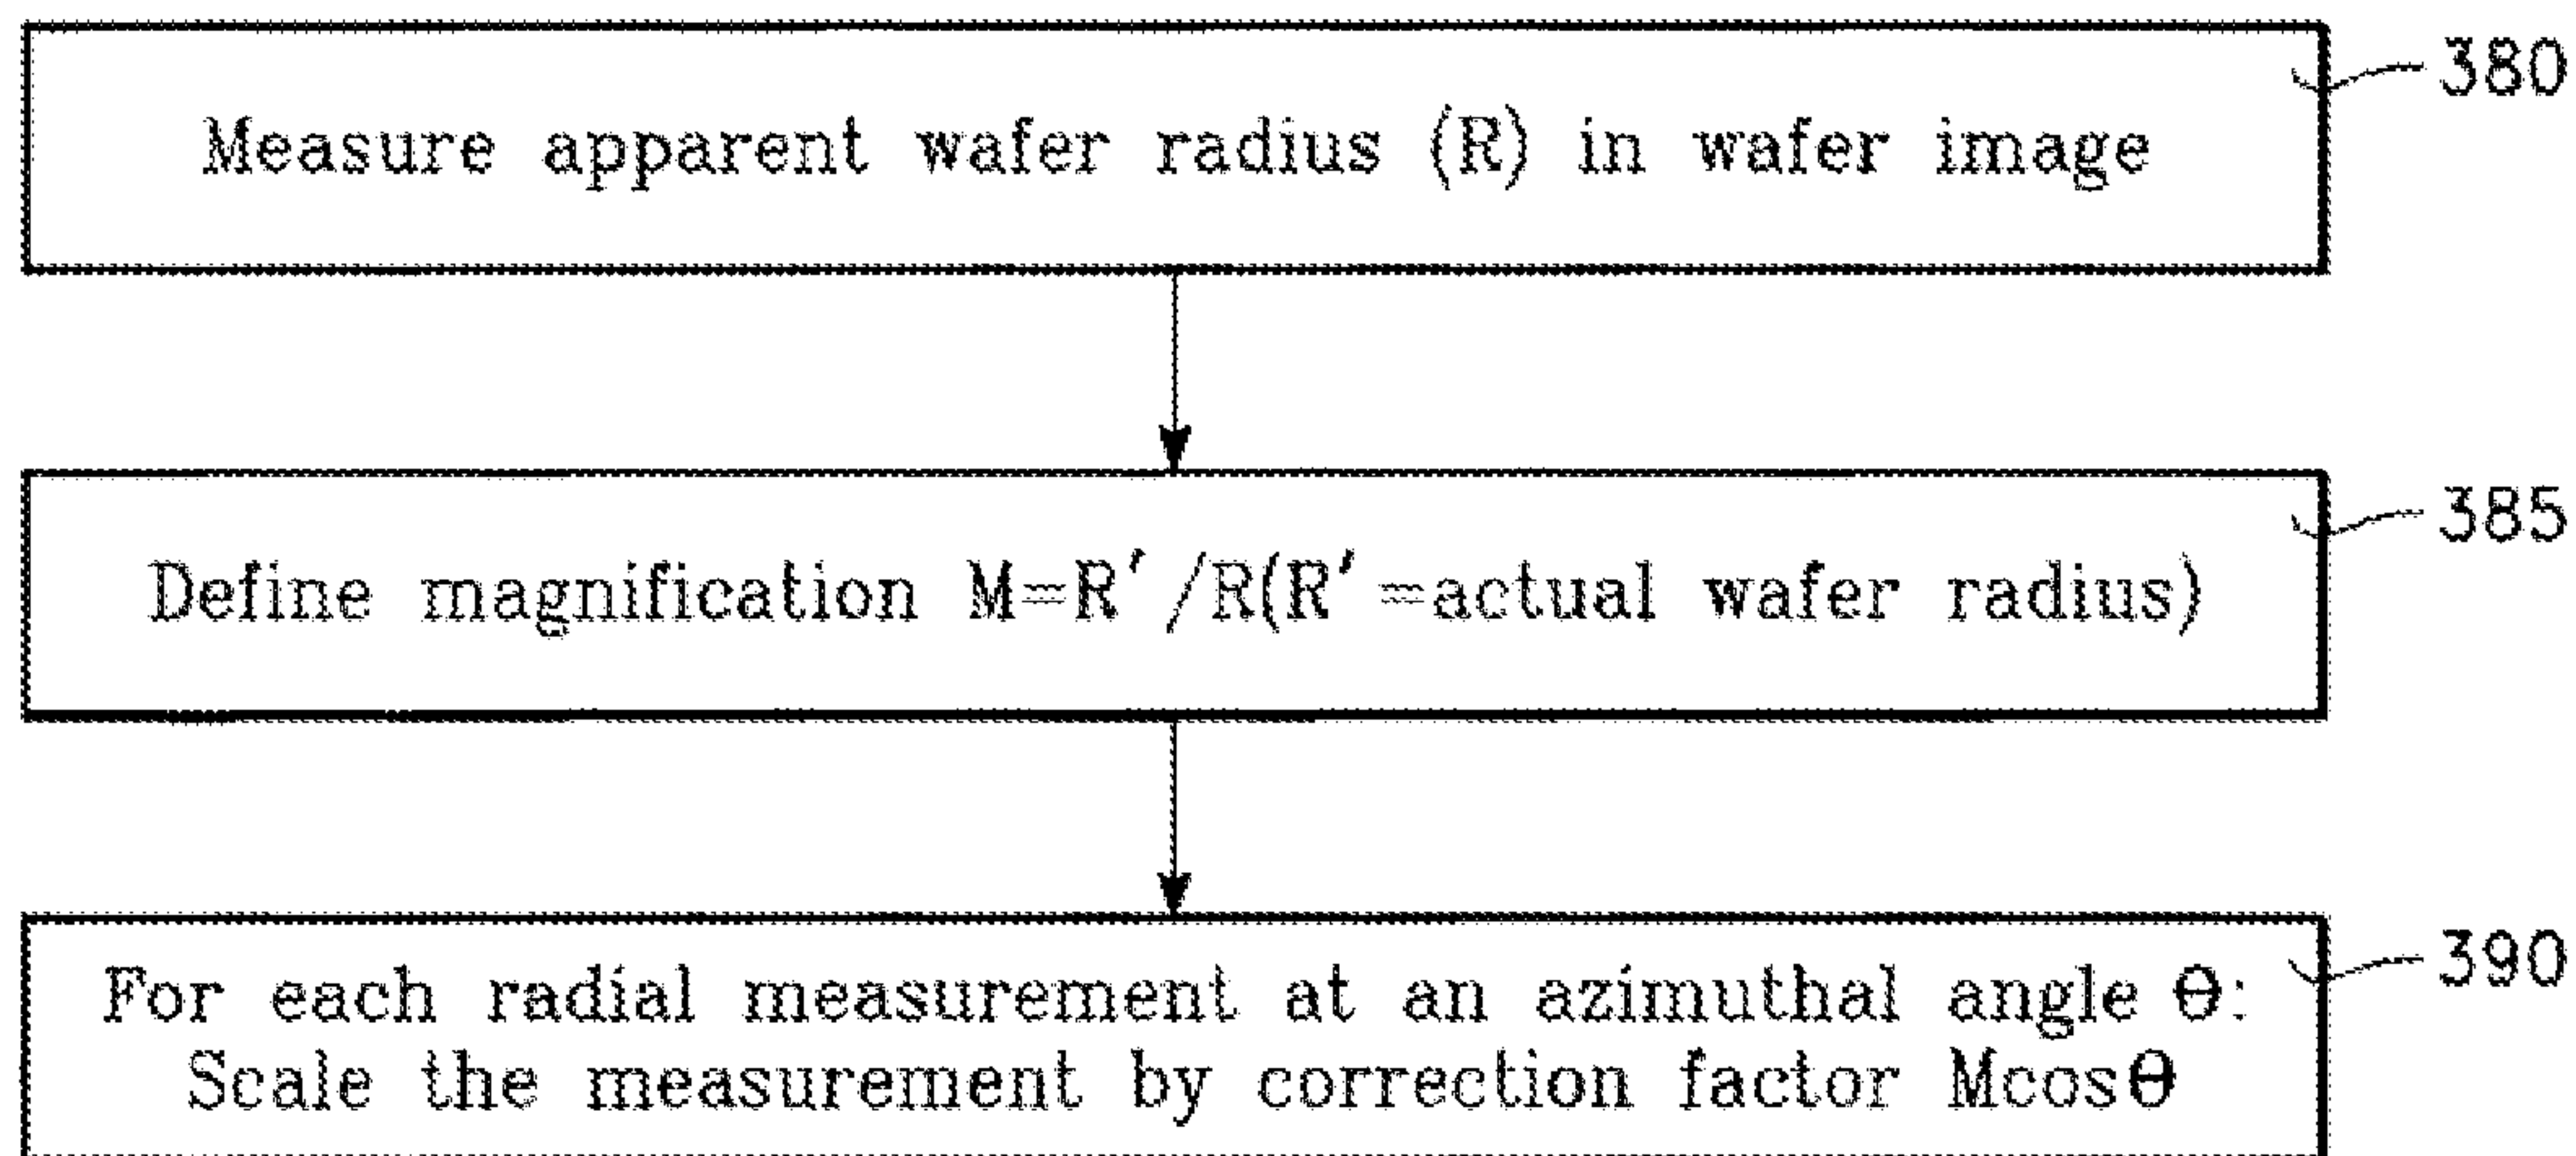 Measure apparent wafer radius (R) in wafer image
380
Define magnification M=R'/R(R'=actual wafer radius)
385
For each radial measurement at an azimuthal angle θ:
Scale the measurement by correction factor Mcosθ
390